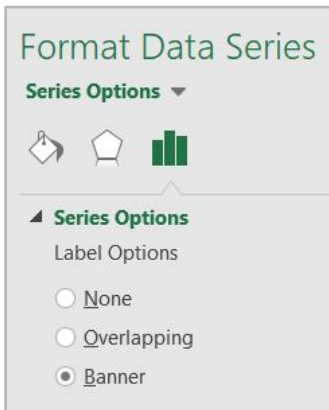 Format Data Series
Series Options
Series Options
Label Options
None
Overlapping
Banner